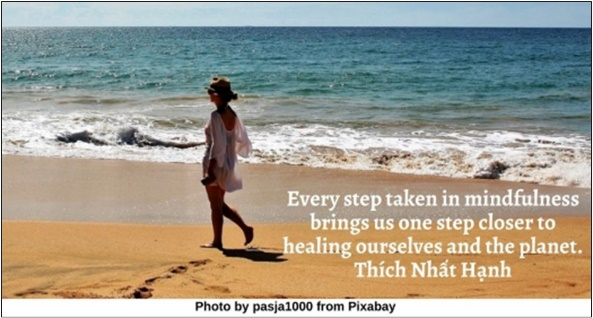 Every step taken in mindfulness
brings us one step closer to
healing ourselves and the planet.
Thích Nhất Hạnh
Photo by pasja1000 from Pixabay